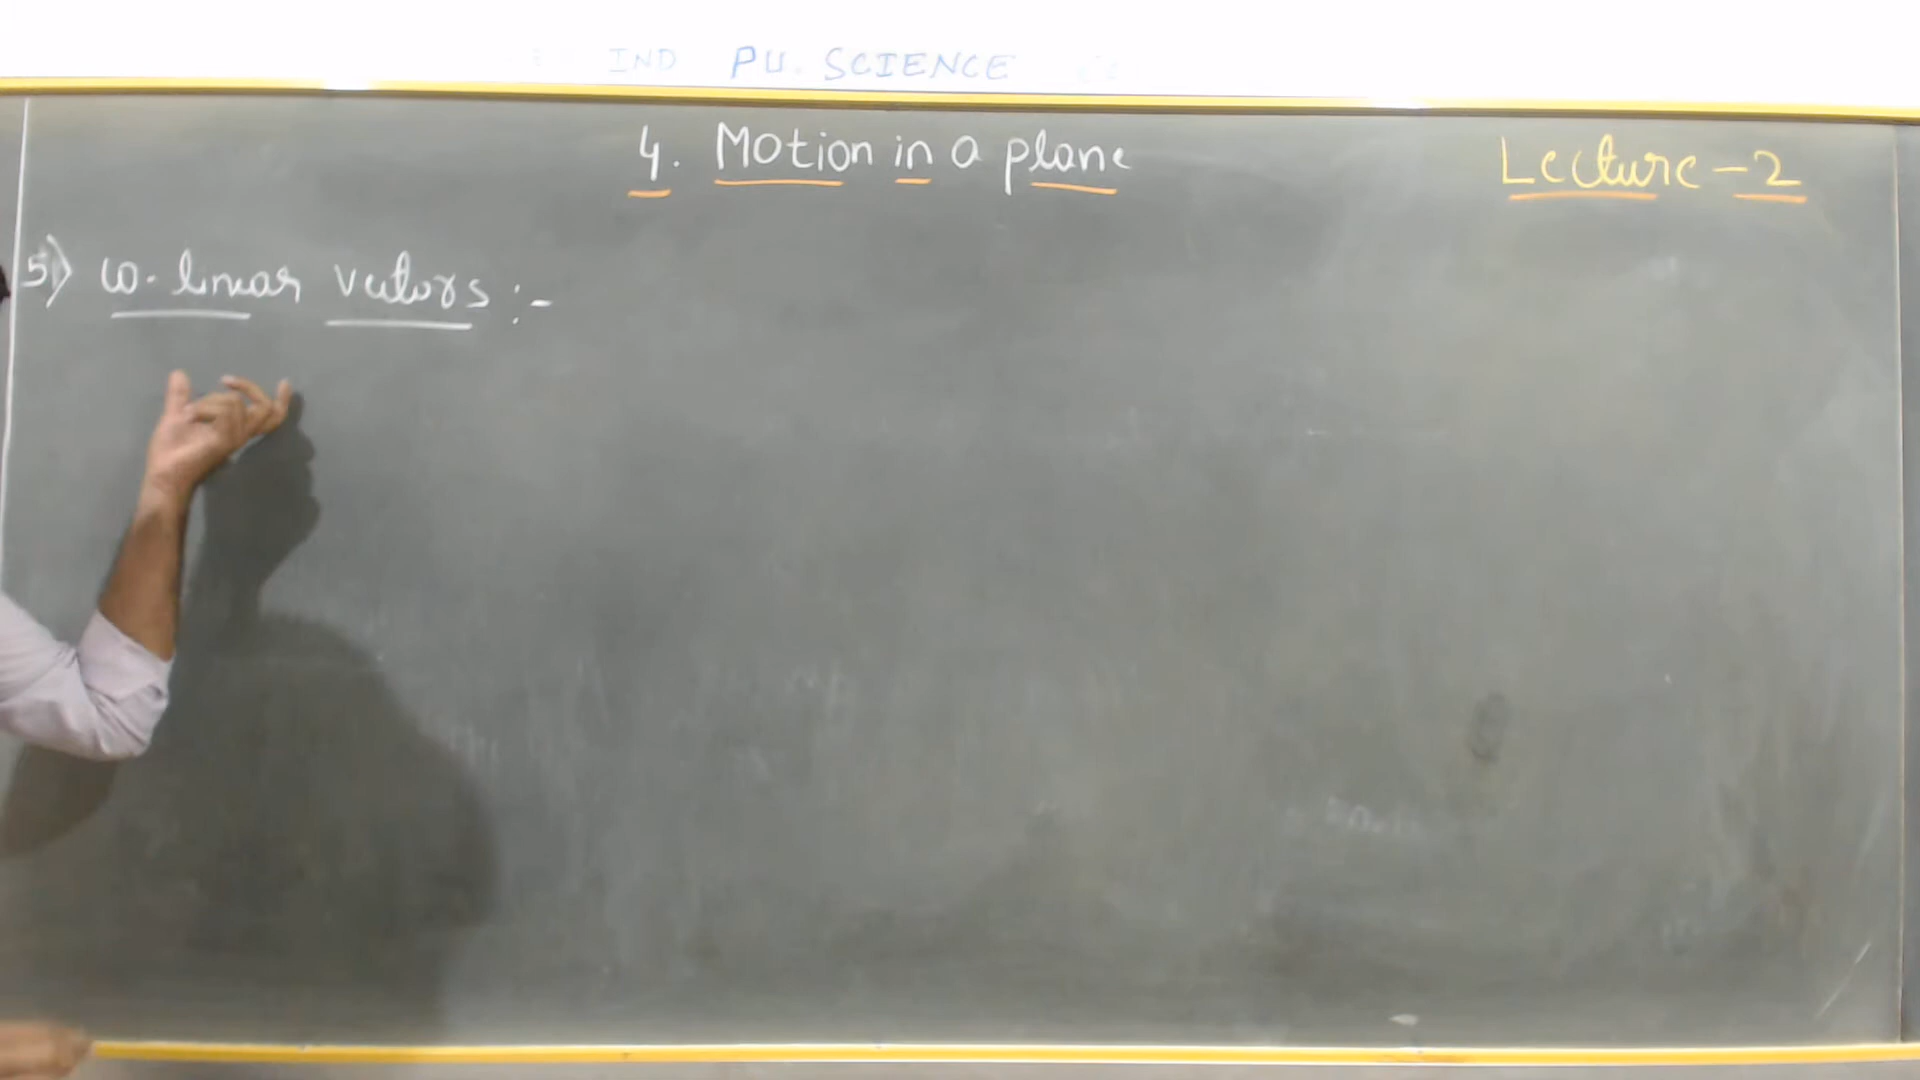 IND PU. SCIENCE
4. Motion in a plane
Lecture-2
5) co-linear vectors :-